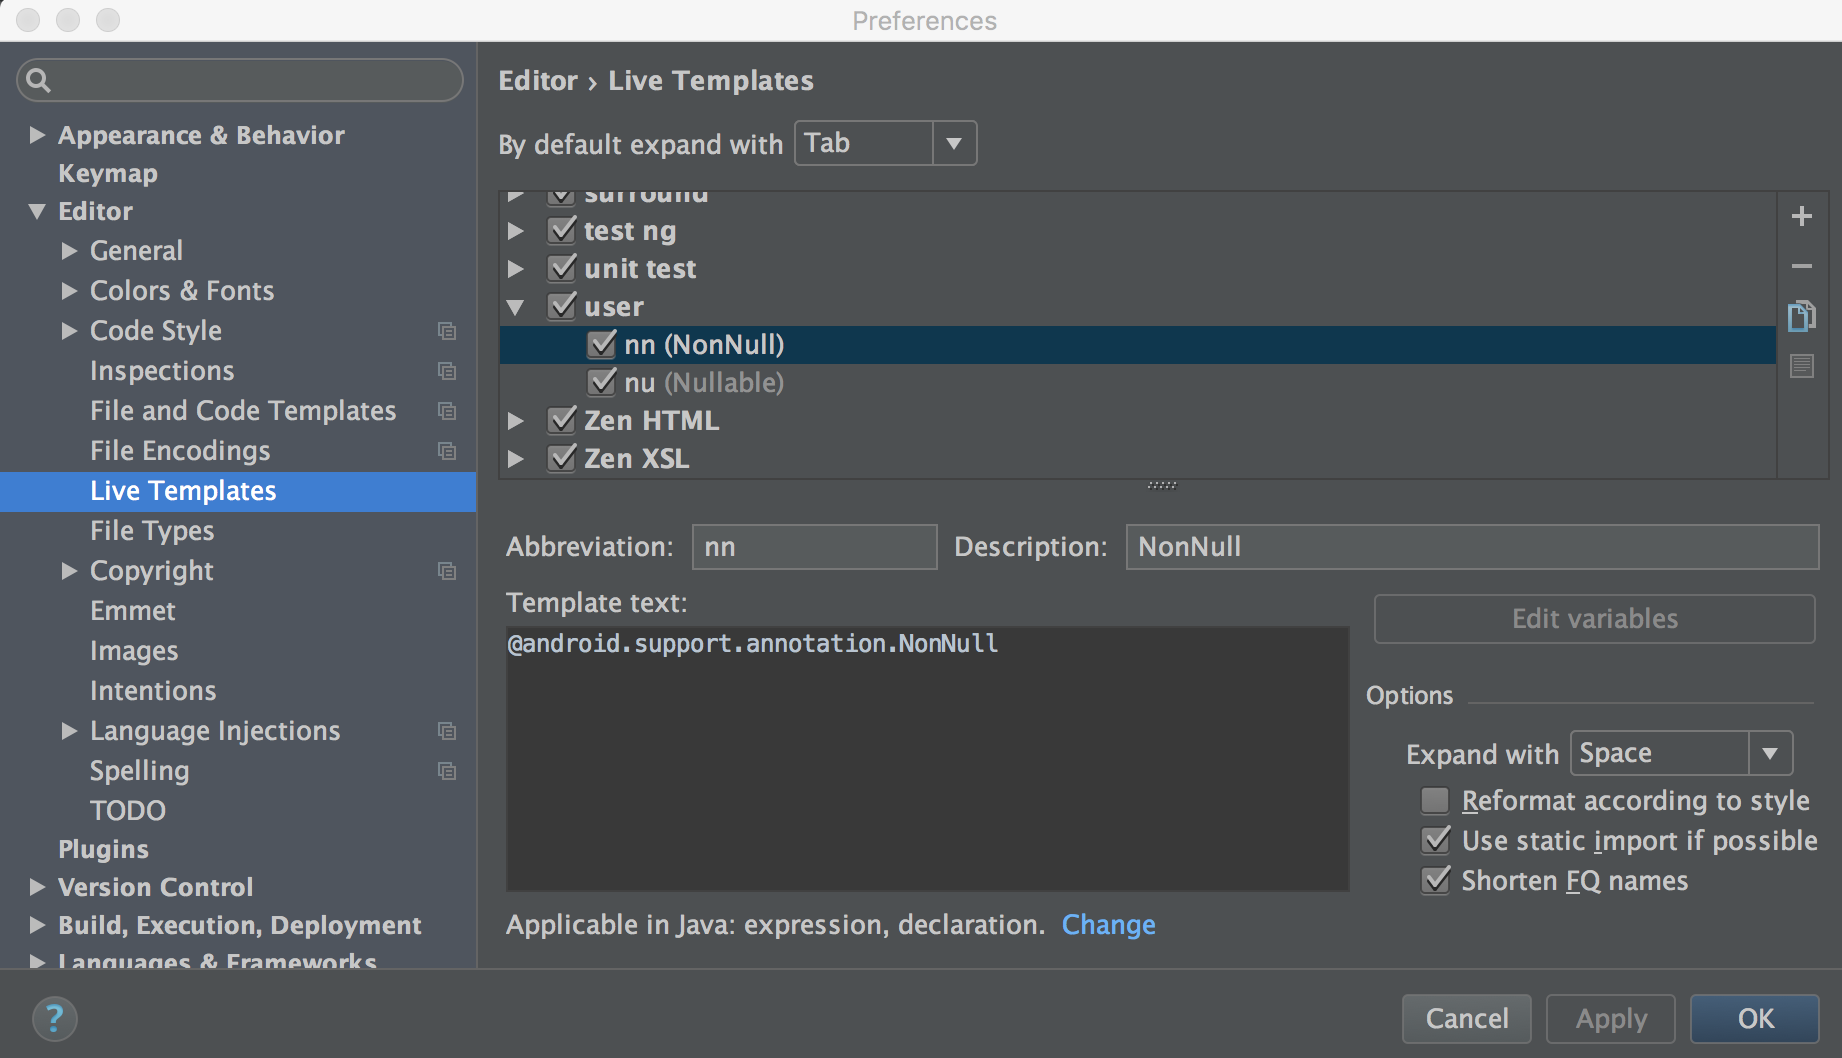 Preferences
Appearance & Behavior
Keymap
Editor
General
Colors & Fonts
Code Style
Inspections
File and Code Templates
File Encodings
Live Templates
File Types
Copyright
Emmet
Images
Intentions
Language Injections
Spelling
TODO
Plugins
Version Control
Build, Execution, Deployment
Languages & Frameworks
Editor › Live Templates
By default expand with Tab
surround
test ng
unit test
user
nn (NonNull)
nu (Nullable)
Zen HTML
Zen XSL
Abbreviation: nn Description: NonNull
Template text:
@android.support.annotation.NonNull
Edit variables
Options
Expand with Space
Reformat according to style
Use static import if possible
Shorten FQ names
Applicable in Java: expression, declaration. Change
? Cancel Apply OK